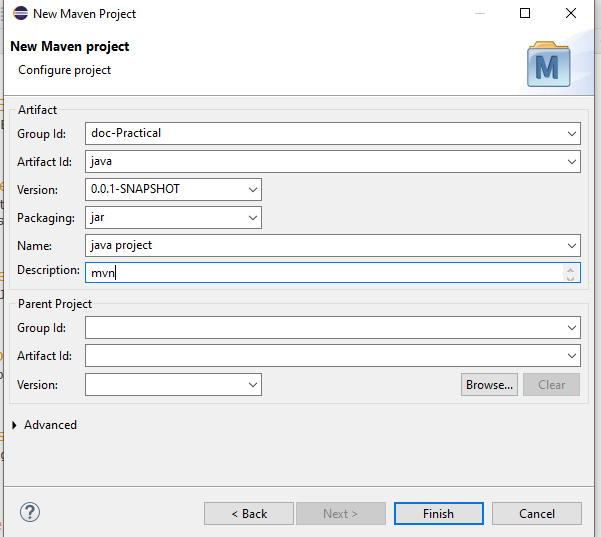 New Maven Project
New Maven project
Configure project
M
Artifact
Group Id: doc-Practical
Artifact Id: java
Version: 0.0.1-SNAPSHOT
Packaging: jar
Name: java project
Description: mvn
Parent Project
Group Id:
Artifact Id:
Version: Browse... Clear
Advanced
? < Back Next > Finish Cancel